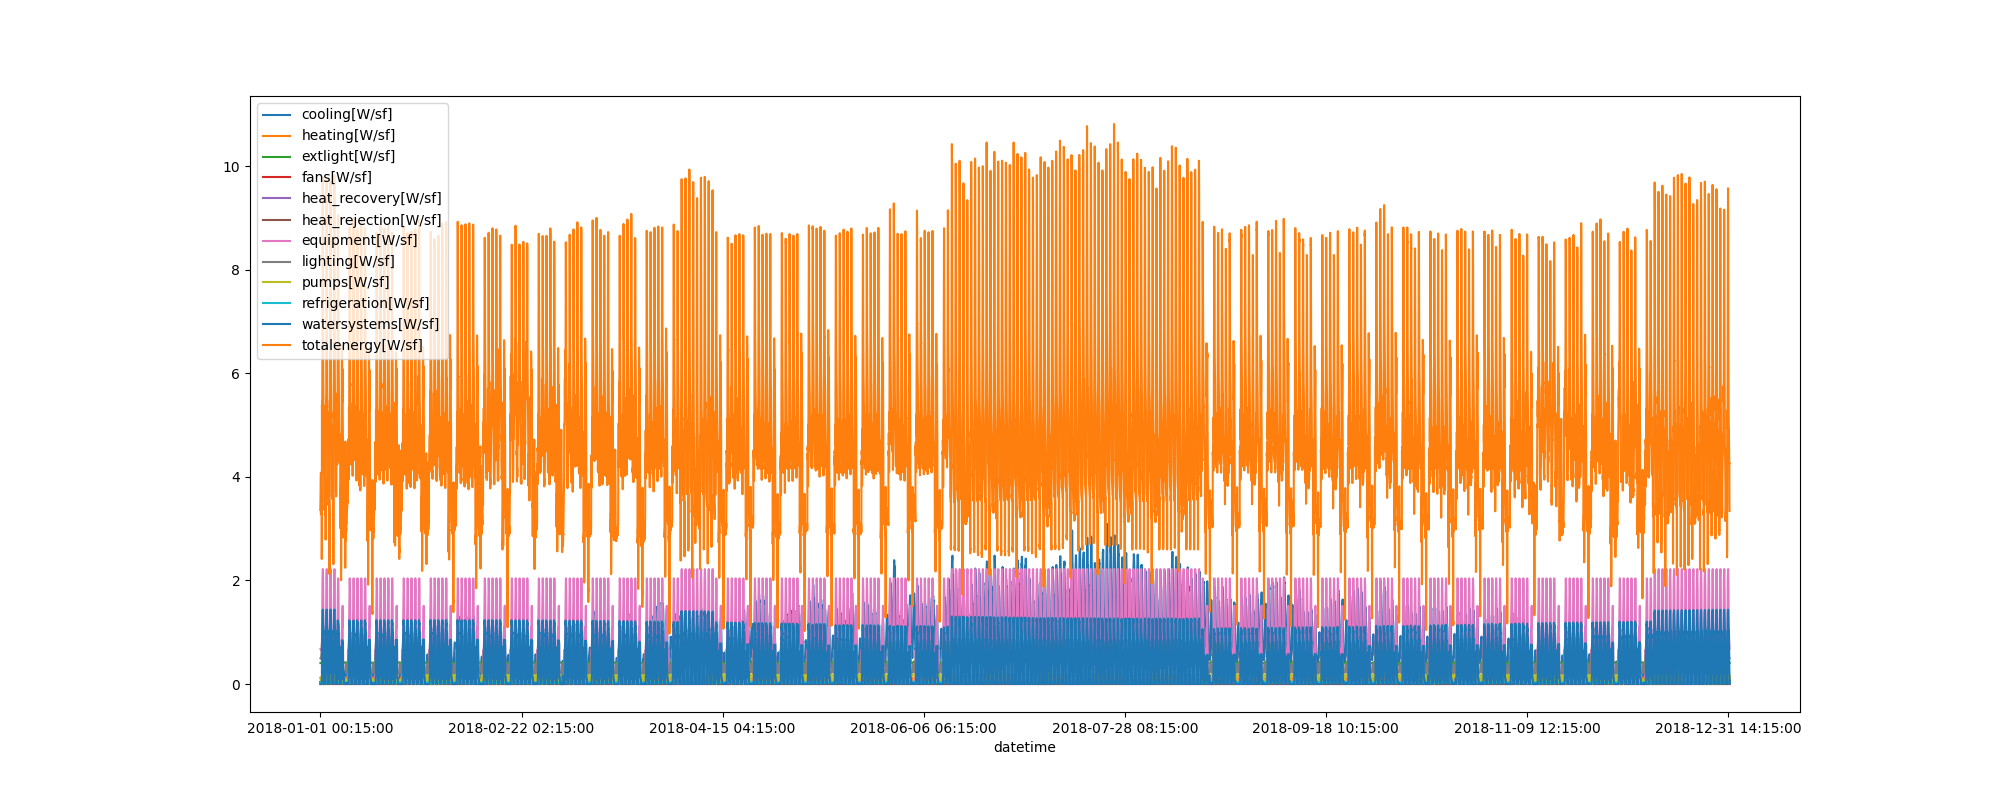 cooling[W/sf]
heating[W/sf]
extlight[W/sf]
fans[W/sf]
heat_recovery[W/sf]
heat_rejection[W/sf]
equipment[W/sf]
lighting[W/sf]
pumps[W/sf]
refrigeration[W/sf]
watersystems[W/sf]
totalenergy[W/sf]
10
8
6
4
2
0
2018-01-01 00:15:00 2018-02-22 02:15:00 2018-04-15 04:15:00 2018-06-06 06:15:00 2018-07-28 08:15:00 2018-09-18 10:15:00 2018-11-09 12:15:00 2018-12-31 14:15:00
datetime